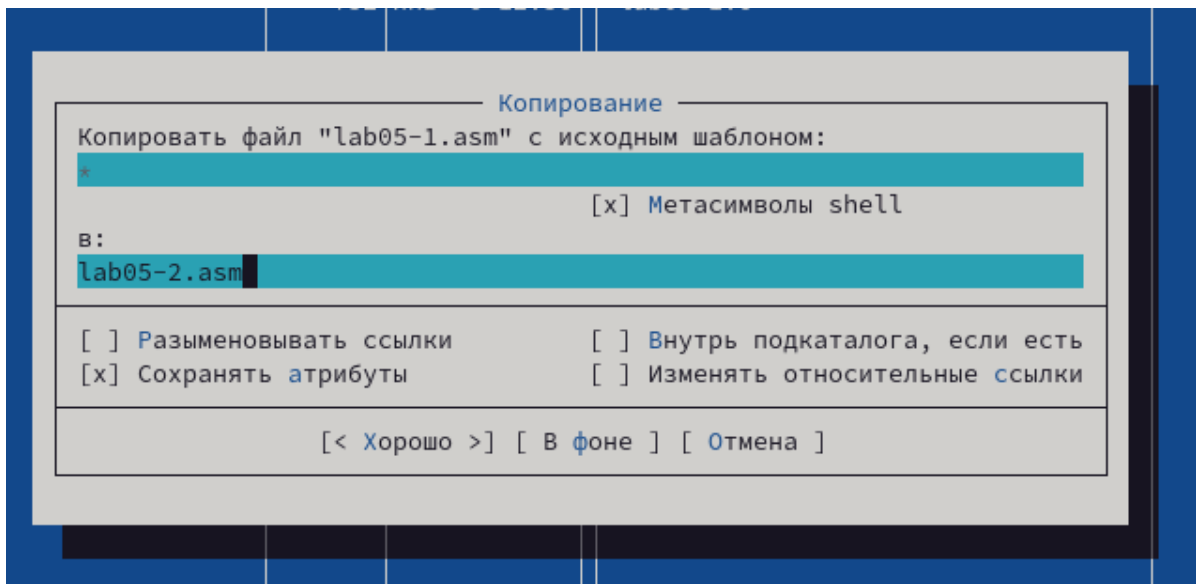 Копирование
Копировать файл "lab05-1.asm" с исходным шаблоном:
*
[x] Метасимволы shell
в:
lab05-2.asm
[ ] Разыменовывать ссылки [ ] Внутрь подкаталога, если есть
[x] Сохранять атрибуты [ ] Изменять относительные ссылки
[< Хорошо >] [ В фоне ] [ Отмена ]